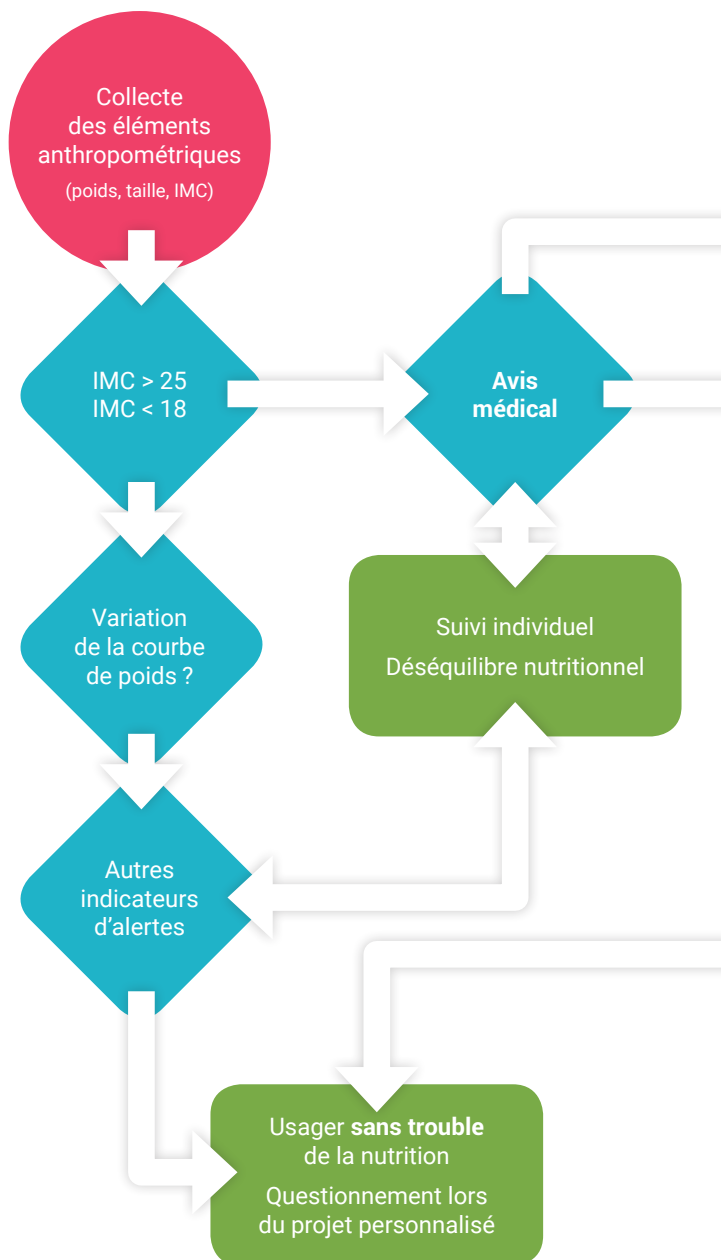 Collecte
des éléments
anthropométriques
(poids, taille, IMC)
IMC > 25
IMC < 18
Avis
médical
Variation
de la courbe
de poids ?
Suivi individuel
Déséquilibre nutritionnel
Autres
indicateurs
d’alertes
Usager sans trouble
de la nutrition
Questionnement lors
du projet personnalisé